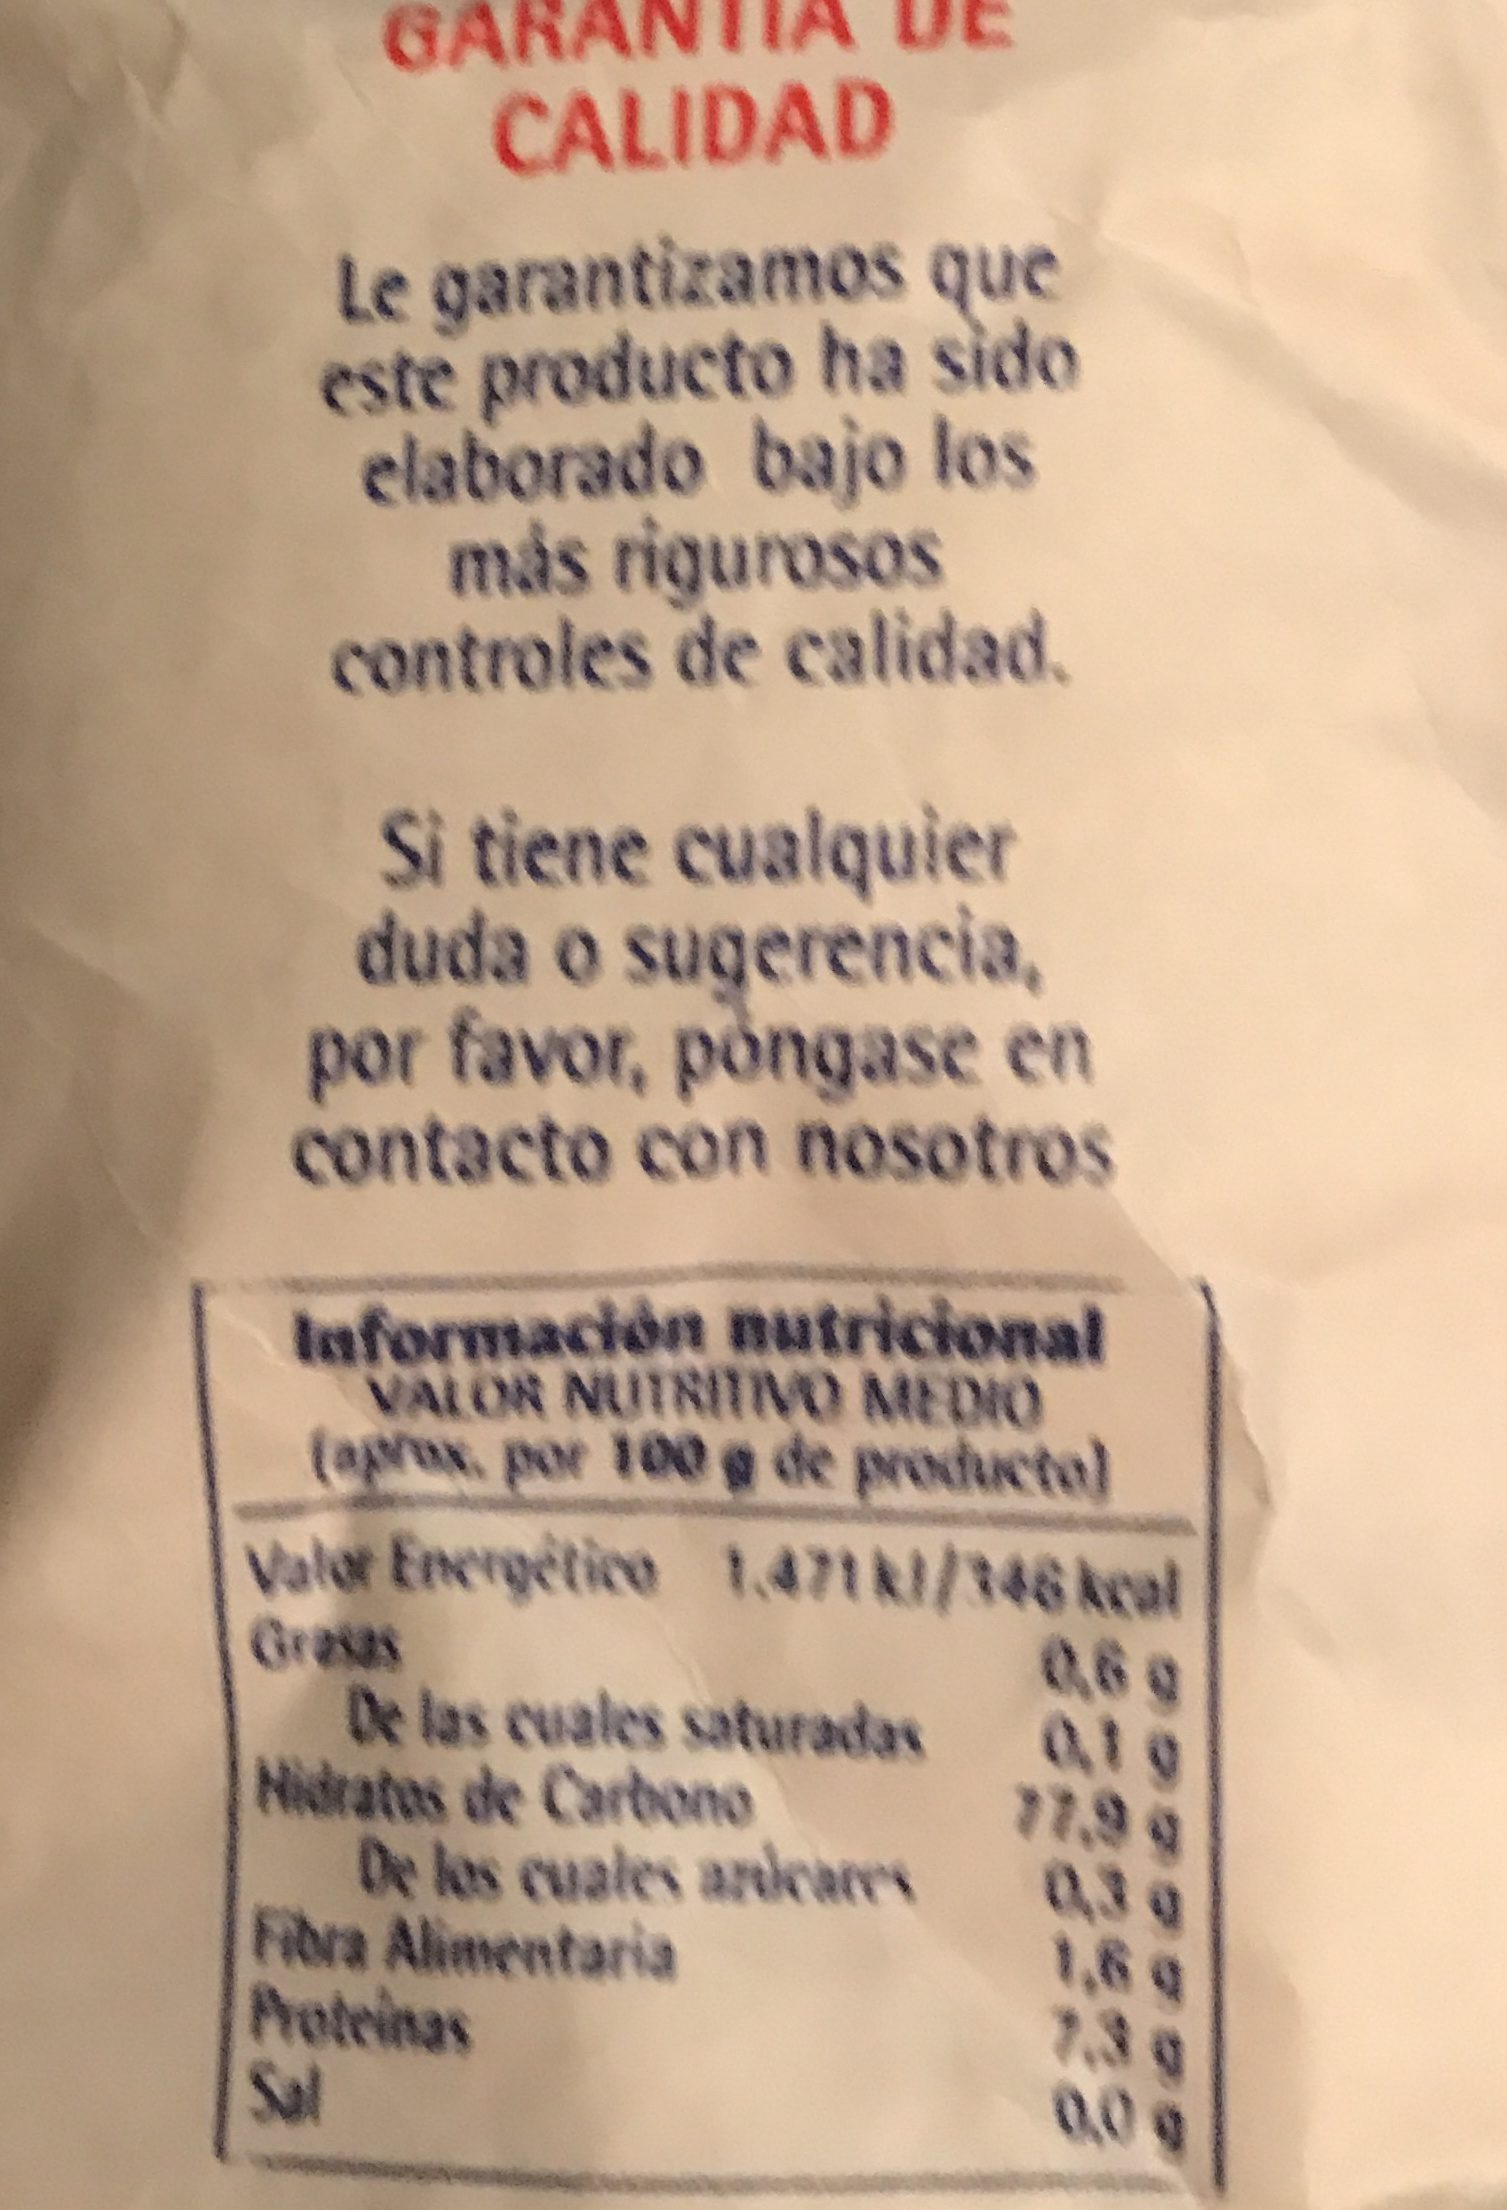 GARANTIA DE
CALIDAD
Le garantizamos que
este producto ha sido
elaborado bajo los
más rigurosos
controles de calidad.
Si tiene cualquier
duda o sugerencia,
por favor, póngase en
contacto con nosotros
Información nutricional
VALOR NUTRITIVO MEDIO
(aprox. por 100 g de producto)
Valor Energético 1.471 kJ/346 kcal
Grasas 0,6 g
De las cuales saturadas 0,1 g
Hidratos de Carbono 77,9 g
De los cuales azúcares 0,3 g
Fibra Alimentaria 1,6 g
Proteínas 7,3 g
Sal 0,0 g